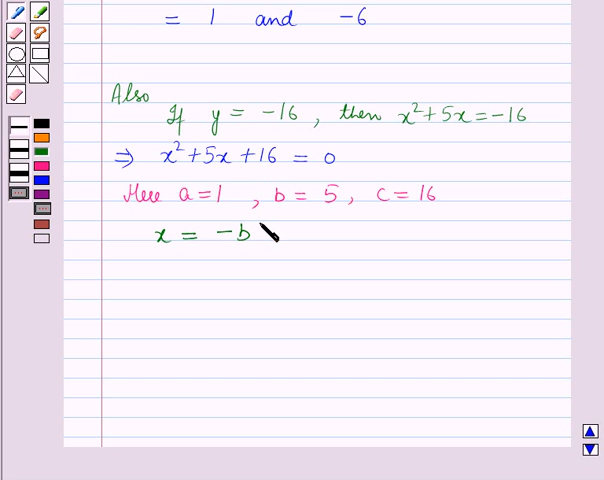 = 1 and -6
Also
If y = -16, then x²+5x=-16
⇒ x²+5x+16 = 0
Here a=1, b= 5, c=16
x = -b